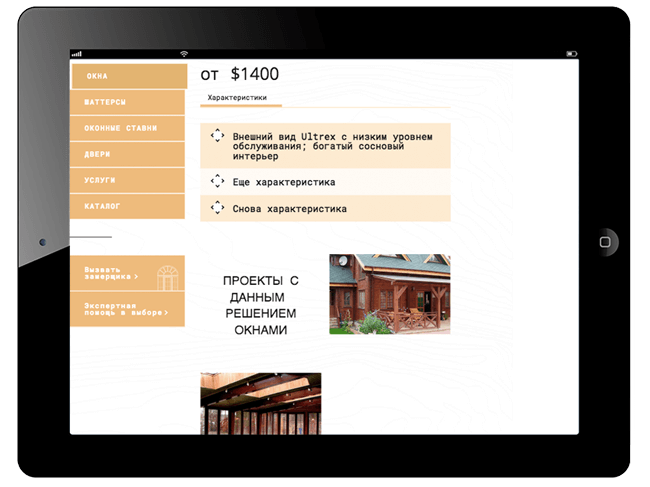 от $1400
ОКНА
Характеристики
МАТТЕРСЫ
ОКОННЫЕ СТАВНИ
ДВЕРИ
УСЛУГИ
КАТАЛОГ
Внешний вид Ultrex с низким уровнем
обслуживания; богатый сосновый
интерьер
Еще характеристика
Снова характеристика
Вызвать
замерщика >
Экспертная
помощь в выборе>
ПРОЕКТЫ С
ДАННЫМ
РЕШЕНИЕМ
ОКНАМИ